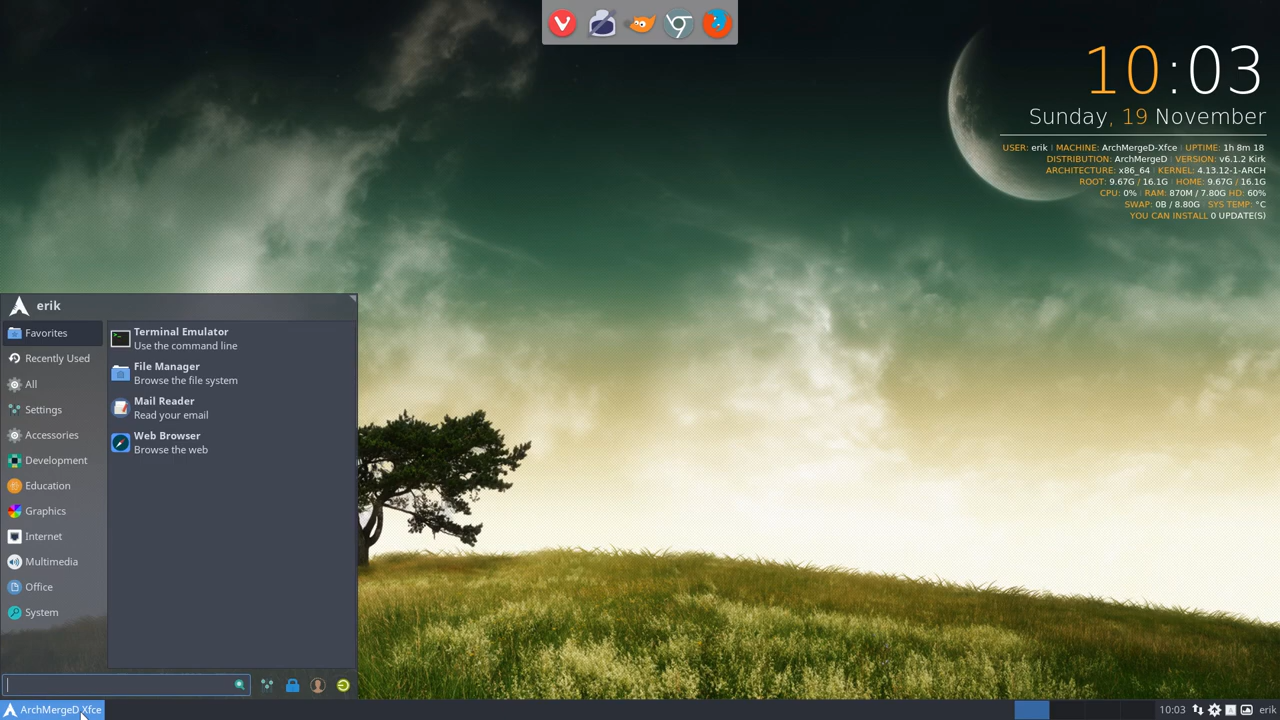 10:03
Sunday, 19 November
USER: erik | MACHINE: ArchMergeD-Xfce | UPTIME: 1h 8m 18
DISTRIBUTION: ArchMergeD | VERSION: v6.1.2 Kirk
ARCHITECTURE: x86_64 | KERNEL: 4.13.12-1-ARCH
ROOT: 9.67G / 16.1G | HOME: 9.67G / 16.1G
CPU: 0% | RAM: 870M / 7.80G HD: 60%
SWAP: 0B / 8.80G | SYS TEMP: °C
YOU CAN INSTALL 0 UPDATE(S)
erik
Favorites
Recently Used
All
Settings
Accessories
Development
Education
Graphics
Internet
Multimedia
Office
System
Terminal Emulator
Use the command line
File Manager
Browse the file system
Mail Reader
Read your email
Web Browser
Browse the web
ArchMergeD Xfce
10:03
erik